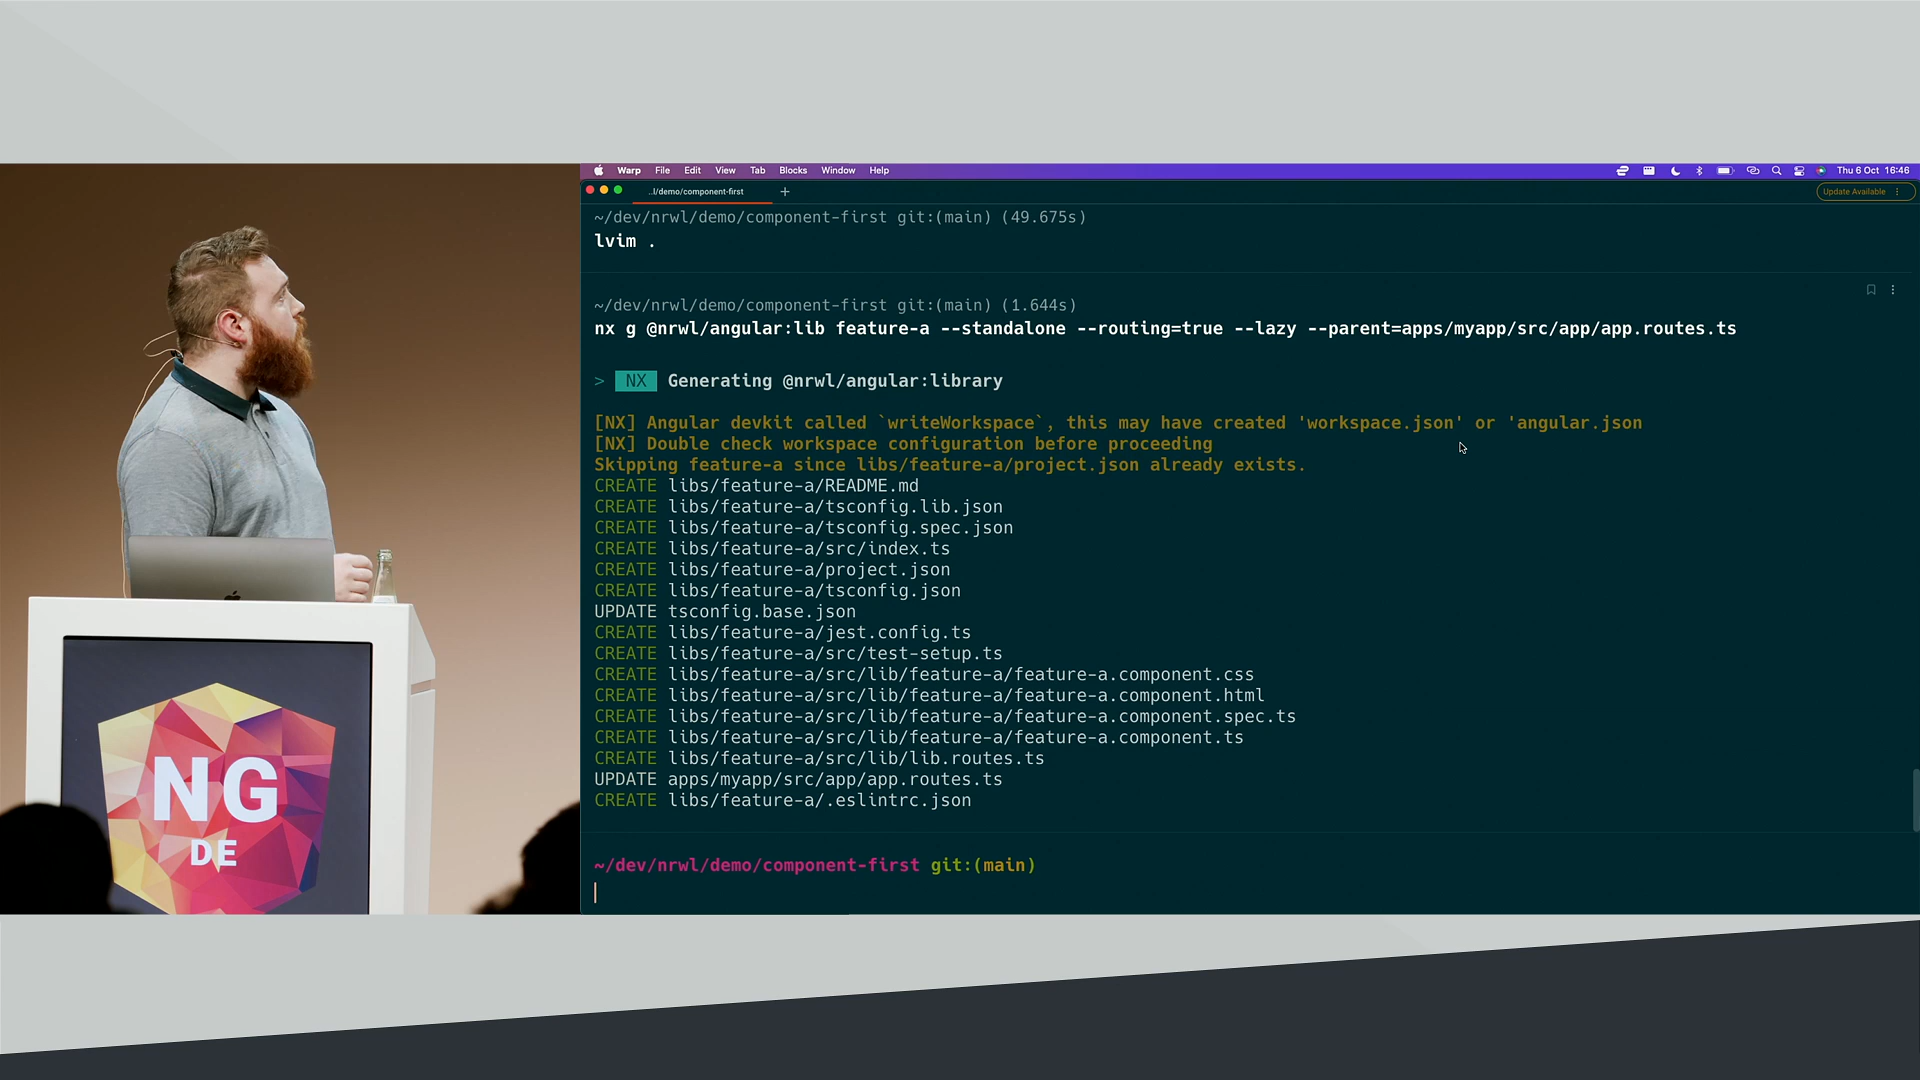 Warp File Edit View Tab Blocks Window Help
Thu 6 Oct 16:46
../demo/component-first
+
Update Available
~/dev/nrwl/demo/component-first git:(main) (49.675s)
lvim .
~/dev/nrwl/demo/component-first git:(main) (1.644s)
nx g @nrwl/angular:lib feature-a --standalone --routing=true --lazy --parent=apps/myapp/src/app/app.routes.ts
> NX Generating @nrwl/angular:library
[NX] Angular devkit called `writeWorkspace`, this may have created 'workspace.json' or 'angular.json
[NX] Double check workspace configuration before proceeding
Skipping feature-a since libs/feature-a/project.json already exists.
CREATE libs/feature-a/README.md
CREATE libs/feature-a/tsconfig.lib.json
CREATE libs/feature-a/tsconfig.spec.json
CREATE libs/feature-a/src/index.ts
CREATE libs/feature-a/project.json
CREATE libs/feature-a/tsconfig.json
UPDATE tsconfig.base.json
CREATE libs/feature-a/jest.config.ts
CREATE libs/feature-a/src/test-setup.ts
CREATE libs/feature-a/src/lib/feature-a/feature-a.component.css
CREATE libs/feature-a/src/lib/feature-a/feature-a.component.html
CREATE libs/feature-a/src/lib/feature-a/feature-a.component.spec.ts
CREATE libs/feature-a/src/lib/feature-a/feature-a.component.ts
CREATE libs/feature-a/src/lib/lib.routes.ts
UPDATE apps/myapp/src/app/app.routes.ts
CREATE libs/feature-a/.eslintrc.json
~/dev/nrwl/demo/component-first git:(main)
NG
DE